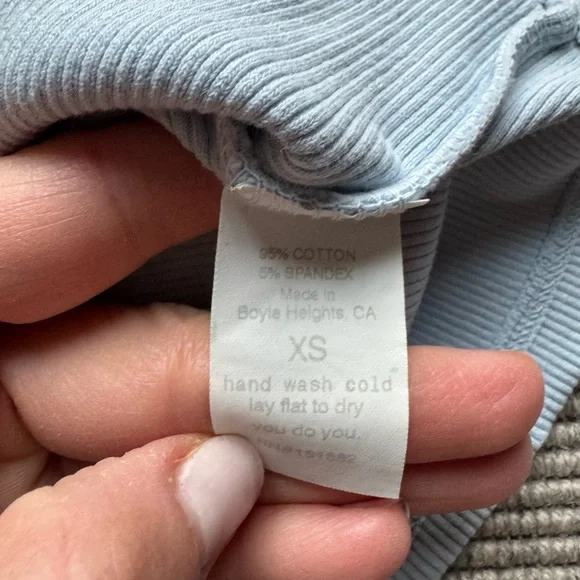 95% COTTON
5% SPANDEX
Made in
Boyle Heights, CA
XS
hand wash cold
lay flat to dry
you do you.